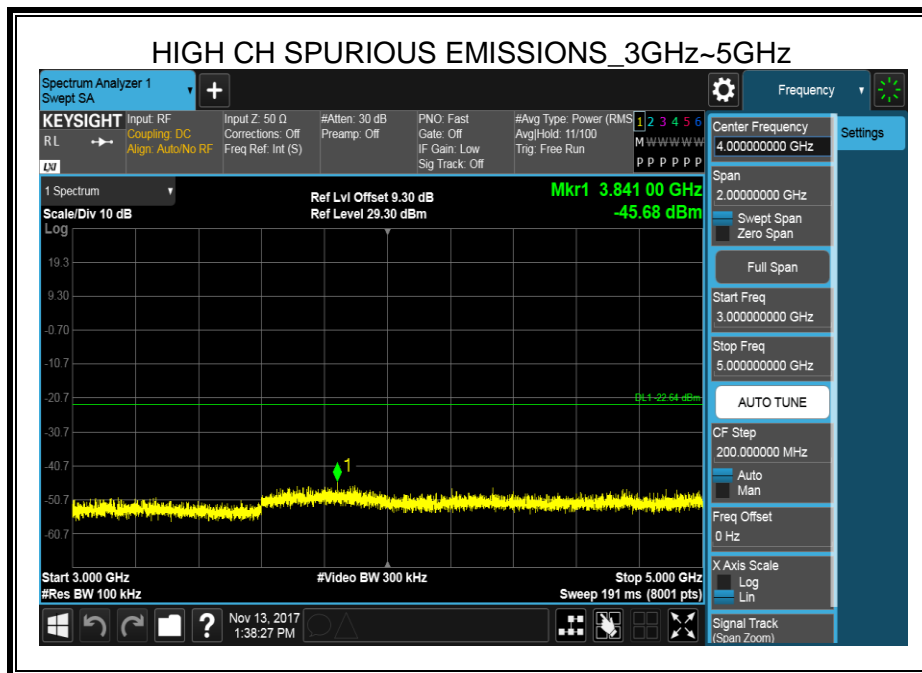 HIGH CH SPURIOUS EMISSIONS_3GHz~5GHz
Spectrum Analyzer 1
Swept SA
+
Frequency
KEYSIGHT
RL
LXI
Input: RF
Coupling: DC
Align: Auto/No RF
Input Z: 50 Ω
Corrections: Off
Freq Ref: Int (S)
#Atten: 30 dB
Preamp: Off
PNO: Fast
Gate: Off
IF Gain: Low
Sig Track: Off
#Avg Type: Power (RMS
Avg|Hold: 11/100
Trig: Free Run
1 2 3 4 5 6
M W W W W W
P P P P P P
1 Spectrum
Scale/Div 10 dB
Ref Lvl Offset 9.30 dB
Ref Level 29.30 dBm
Mkr1 3.841 00 GHz
-45.68 dBm
Log
19.3
9.30
-0.70
-10.7
-20.7
DL1 -22.64 dBm
-30.7
-40.7
1
-50.7
-60.7
Start 3.000 GHz
#Res BW 100 kHz
#Video BW 300 kHz
Stop 5.000 GHz
Sweep 191 ms (8001 pts)
Center Frequency
4.000000000 GHz
Settings
Span
2.00000000 GHz
Swept Span
Zero Span
Full Span
Start Freq
3.000000000 GHz
Stop Freq
5.000000000 GHz
AUTO TUNE
CF Step
200.000000 MHz
Auto
Man
Freq Offset
0 Hz
X Axis Scale
Log
Lin
Signal Track
(Span Zoom)
?
Nov 13, 2017
1:38:27 PM